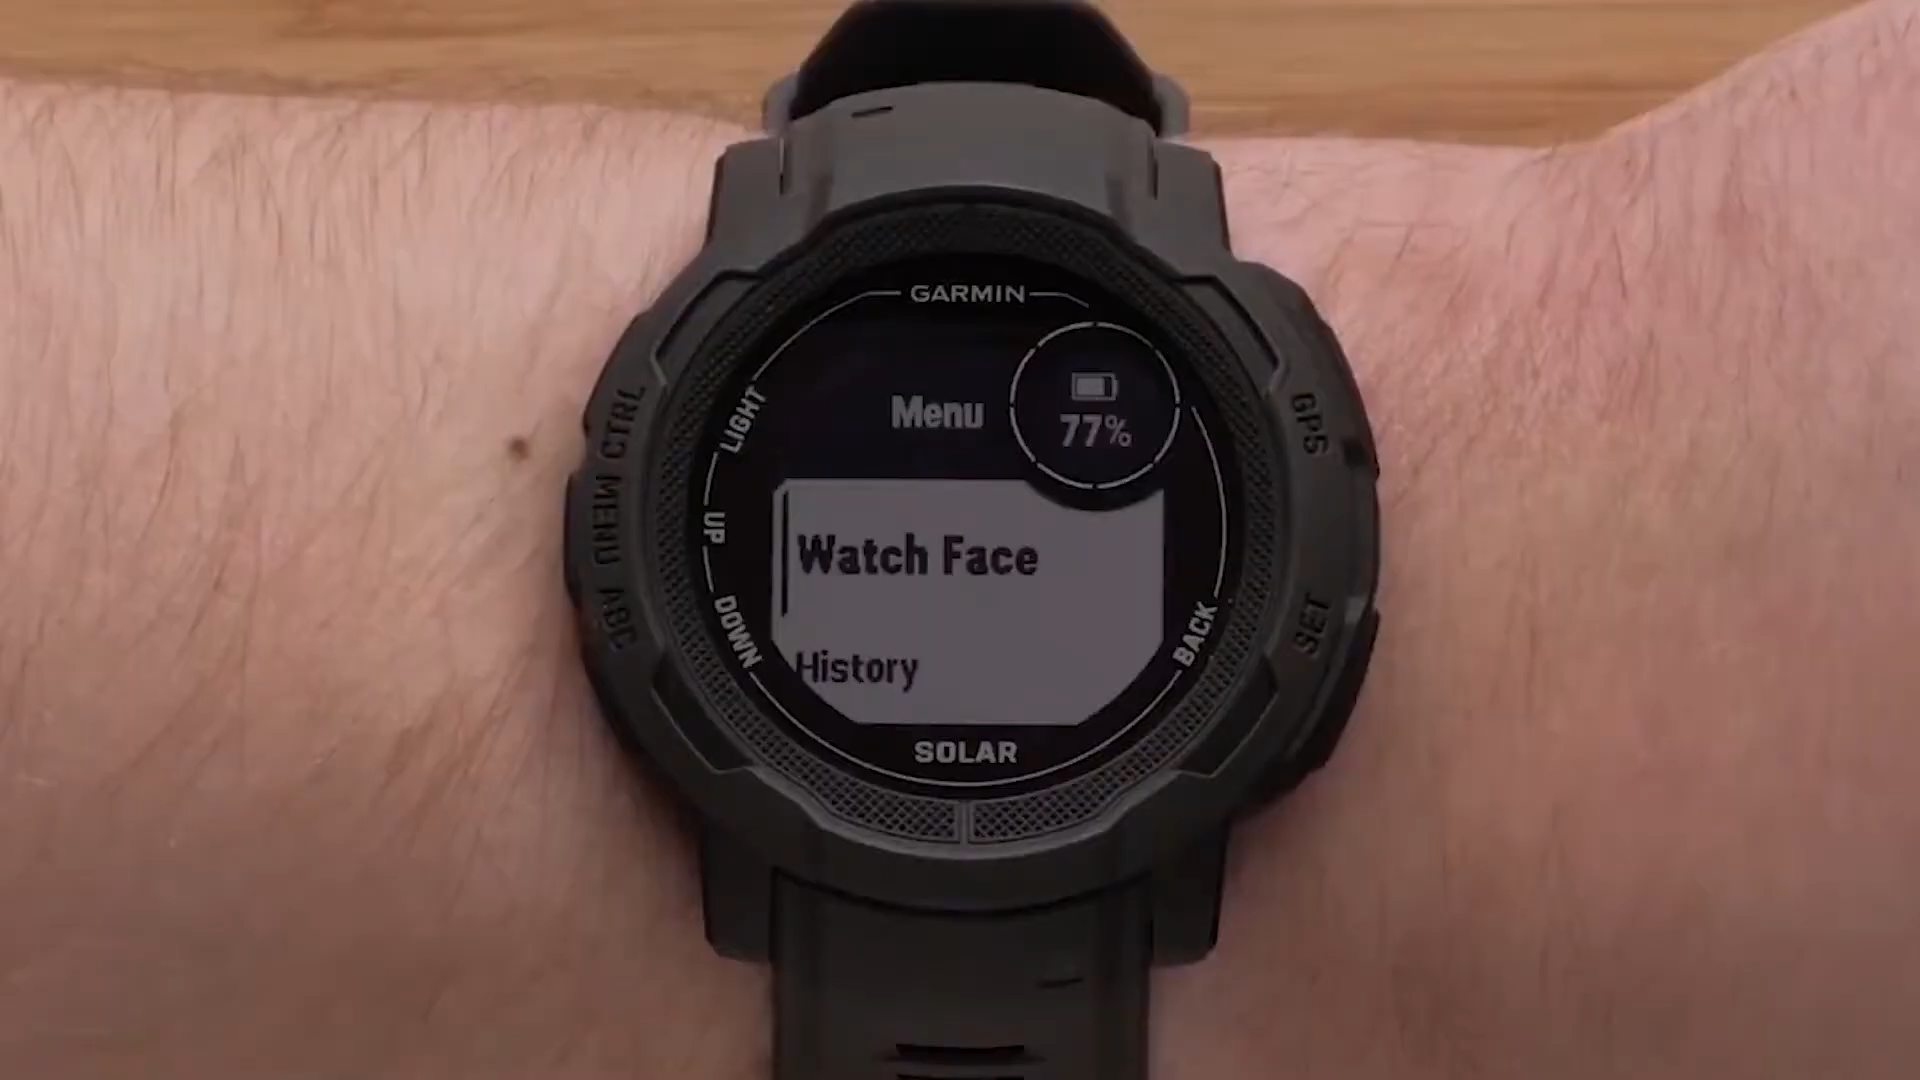 GARMIN
Menu
77%
LIGHT
CTRL
GPS
MENU
UP
Watch Face
ABC
DOWN
History
BACK
SET
SOLAR